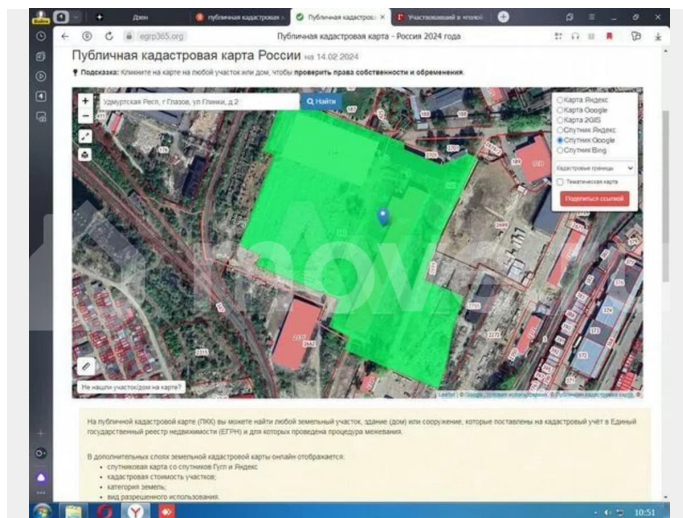 Дзен
публичная кадастровая к
Публичная кадастровс
Участвовавший в «голой
egrp365.org
Публичная кадастровая карта - Россия 2024 года
Публичная кадастровая карта России на 14.02.2024
Подсказка: Кликните на карте на любой участок или дом, чтобы проверить права собственности и обременения.
+
Удмуртская Респ, г Глазов, ул Глинки, д 2
Найти
−
Карта Яндекс
Карта Google
Карта 2GIS
Спутник Яндекс
Спутник Google
Спутник Bing
Кадастровые границы
Тематическая карта
Поделиться ссылкой
move.ru
Не нашли участок/дом на карте?
На публичной кадастровой карте (ПКК) вы можете найти любой земельный участок, здание (дом) или сооружение, которые поставлены на кадастровый учёт в Единый
государственный реестр недвижимости (ЕГРН) и для которых проведена процедура межевания.
В дополнительных слоях земельной кадастровой карты онлайн отображается:
спутниковая карта со спутников Гугл и Яндекс
кадастровая стоимость участков;
категория земель;
вид разрешенного использования.
10:51